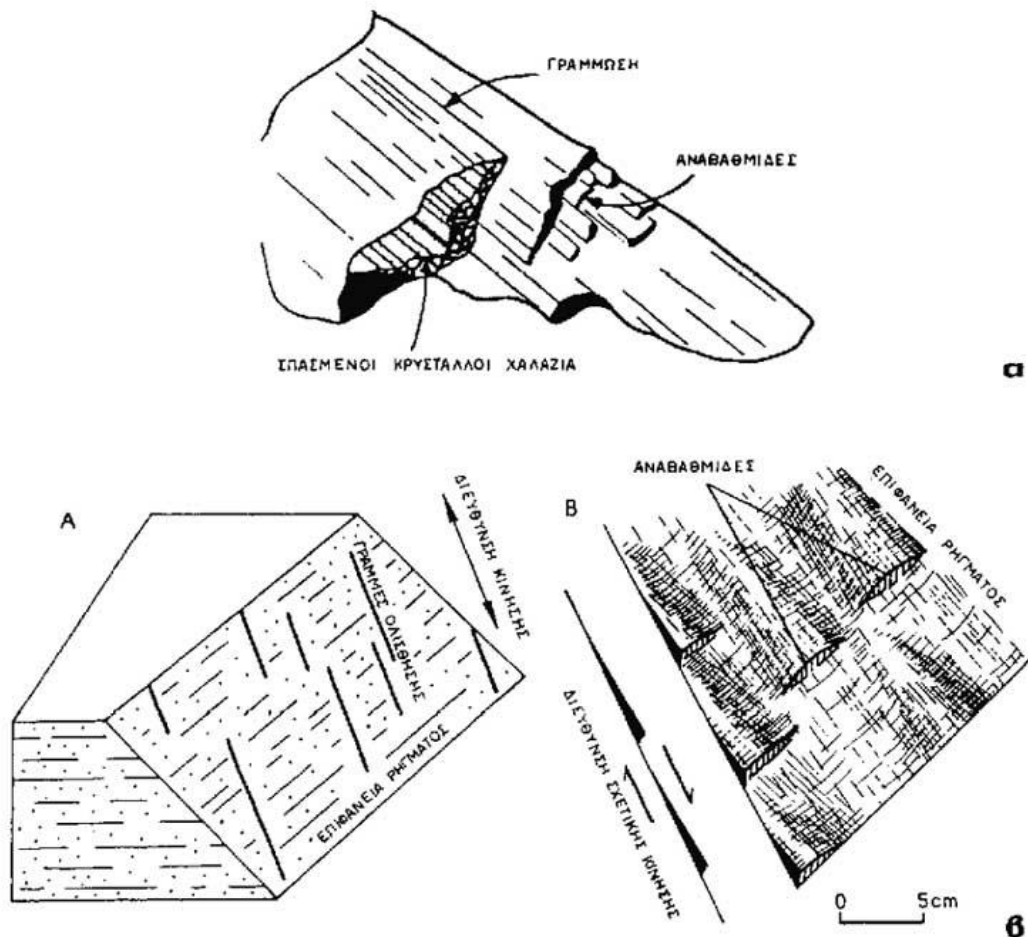 ΓΡΑΜΜΩΣΗ
ΑΝΑΒΑΘΜΙΔΕΣ
ΣΠΑΣΜΕΝΟΙ ΚΡΥΣΤΑΛΛΟΙ ΧΑΛΑΖΙΑ
α
Α
ΔΙΕΥΘΥΝΣΗ ΚΙΝΗΣΗΣ
ΓΡΑΜΜΕΣ ΟΛΙΣΘΗΣΗΣ
ΕΠΙΦΑΝΕΙΑ ΡΗΓΜΑΤΟΣ
ΑΝΑΒΑΘΜΙΔΕΣ
Β
ΕΠΙΦΑΝΕΙΑ ΡΗΓΜΑΤΟΣ
ΔΙΕΥΘΥΝΣΗ ΣΧΕΤΙΚΗΣ ΚΙΝΗΣΗΣ
0 5cm
β